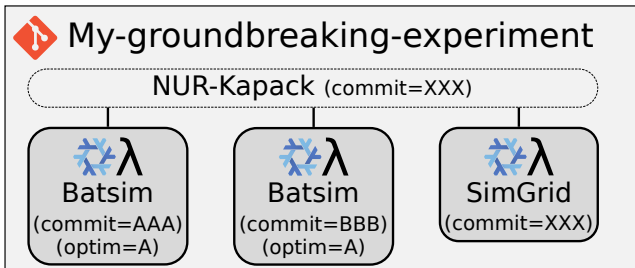 My-groundbreaking-experiment
NUR-Kapack (commit=XXX)
λ
Batsim
(commit=AAA)
(optim=A)
λ
Batsim
(commit=BBB)
(optim=A)
λ
SimGrid
(commit=XXX)